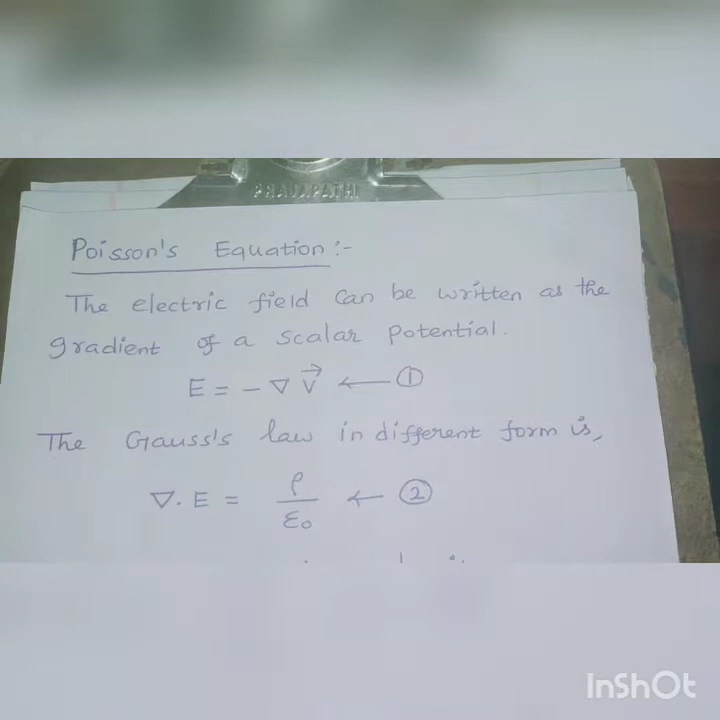 PRAJAPATHI
Poisson's Equation :-
The electric field can be written as the
gradient of a scalar potential.
E = - ∇ V⃗ ← ①
The Gauss's law in different form is,
∇. E = ρ/ε₀ ← ②
InShOt